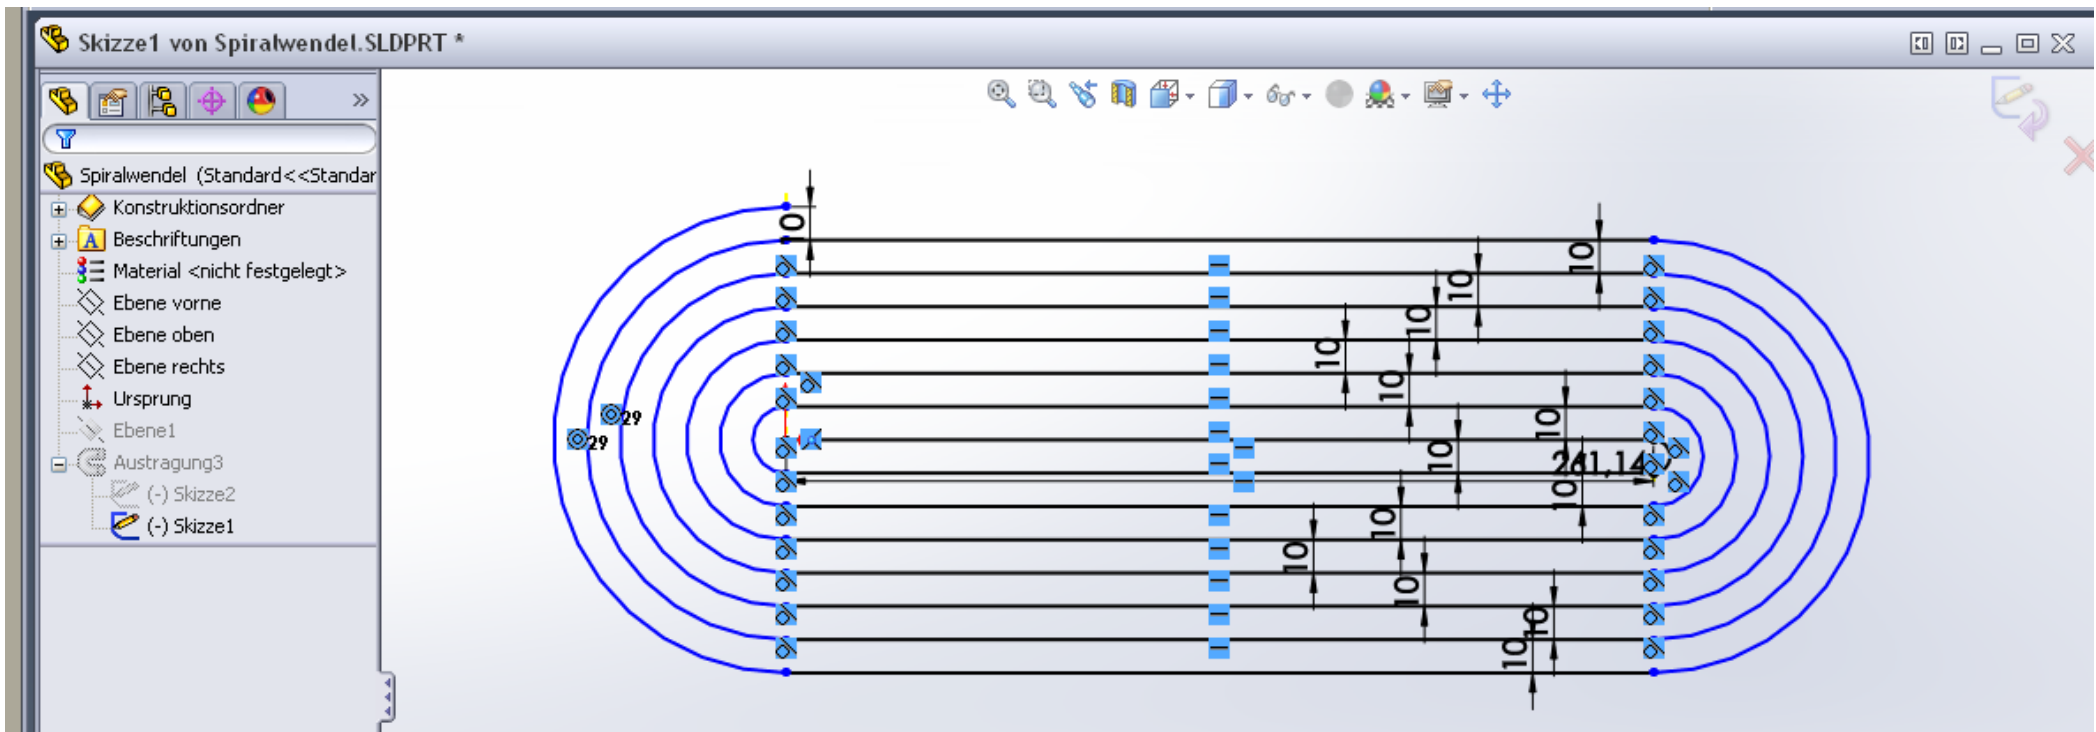 Skizze1 von Spiralwendel.SLDPRT *
Spiralwendel (Standard<<Standar
Konstruktionsordner
Beschriftungen
Material <nicht festgelegt>
Ebene vorne
Ebene oben
Ebene rechts
Ursprung
Ebene1
Austragung3
(-) Skizze2
(-) Skizze1
10
10
10
10
10
10
29
10
29
10
261,14
10
10
10
10
10
10